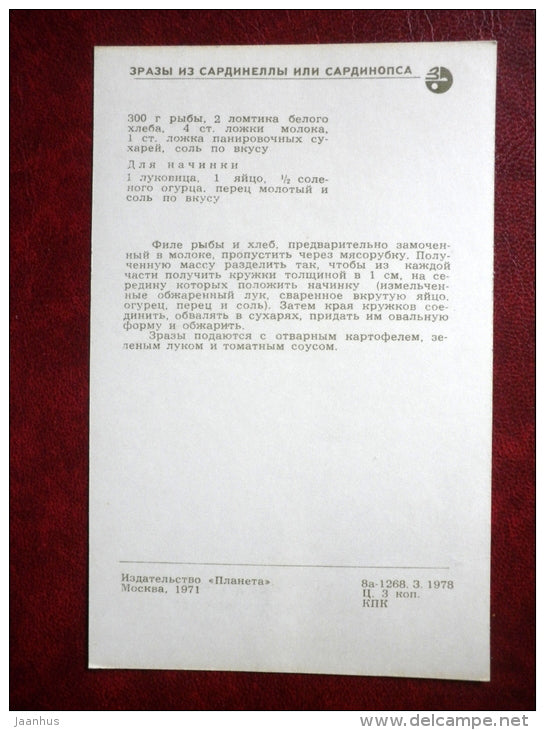 ЗРАЗЫ ИЗ САРДИНЕЛЛЫ ИЛИ САРДИНОПСА
300 г рыбы, 2 ломтика белого
хлеба, 4 ст. ложки молока,
1 ст. ложка панировочных су-
харей, соль по вкусу
Для начинки
1 луковица, 1 яйцо, ½ соле-
ного огурца, перец молотый и
соль по вкусу
Филе рыбы и хлеб, предварительно замочен-
ный в молоке, пропустить через мясорубку. Полу-
ченную массу разделить так, чтобы из каждой
части получить кружки толщиной в 1 см, на се-
редину которых положить начинку (измельчен-
ные обжаренный лук, сваренное вкрутую яйцо,
огурец, перец и соль). Затем края кружков сое-
динить, обвалять в сухарях, придать им овальную
форму и обжарить.
Зразы подаются с отварным картофелем, зе-
леным луком и томатным соусом.
Издательство «Планета».
Москва, 1971
8а-1268. З. 1978
Ц. 3 коп.
КПК
jaanhus
www.delcampe.net